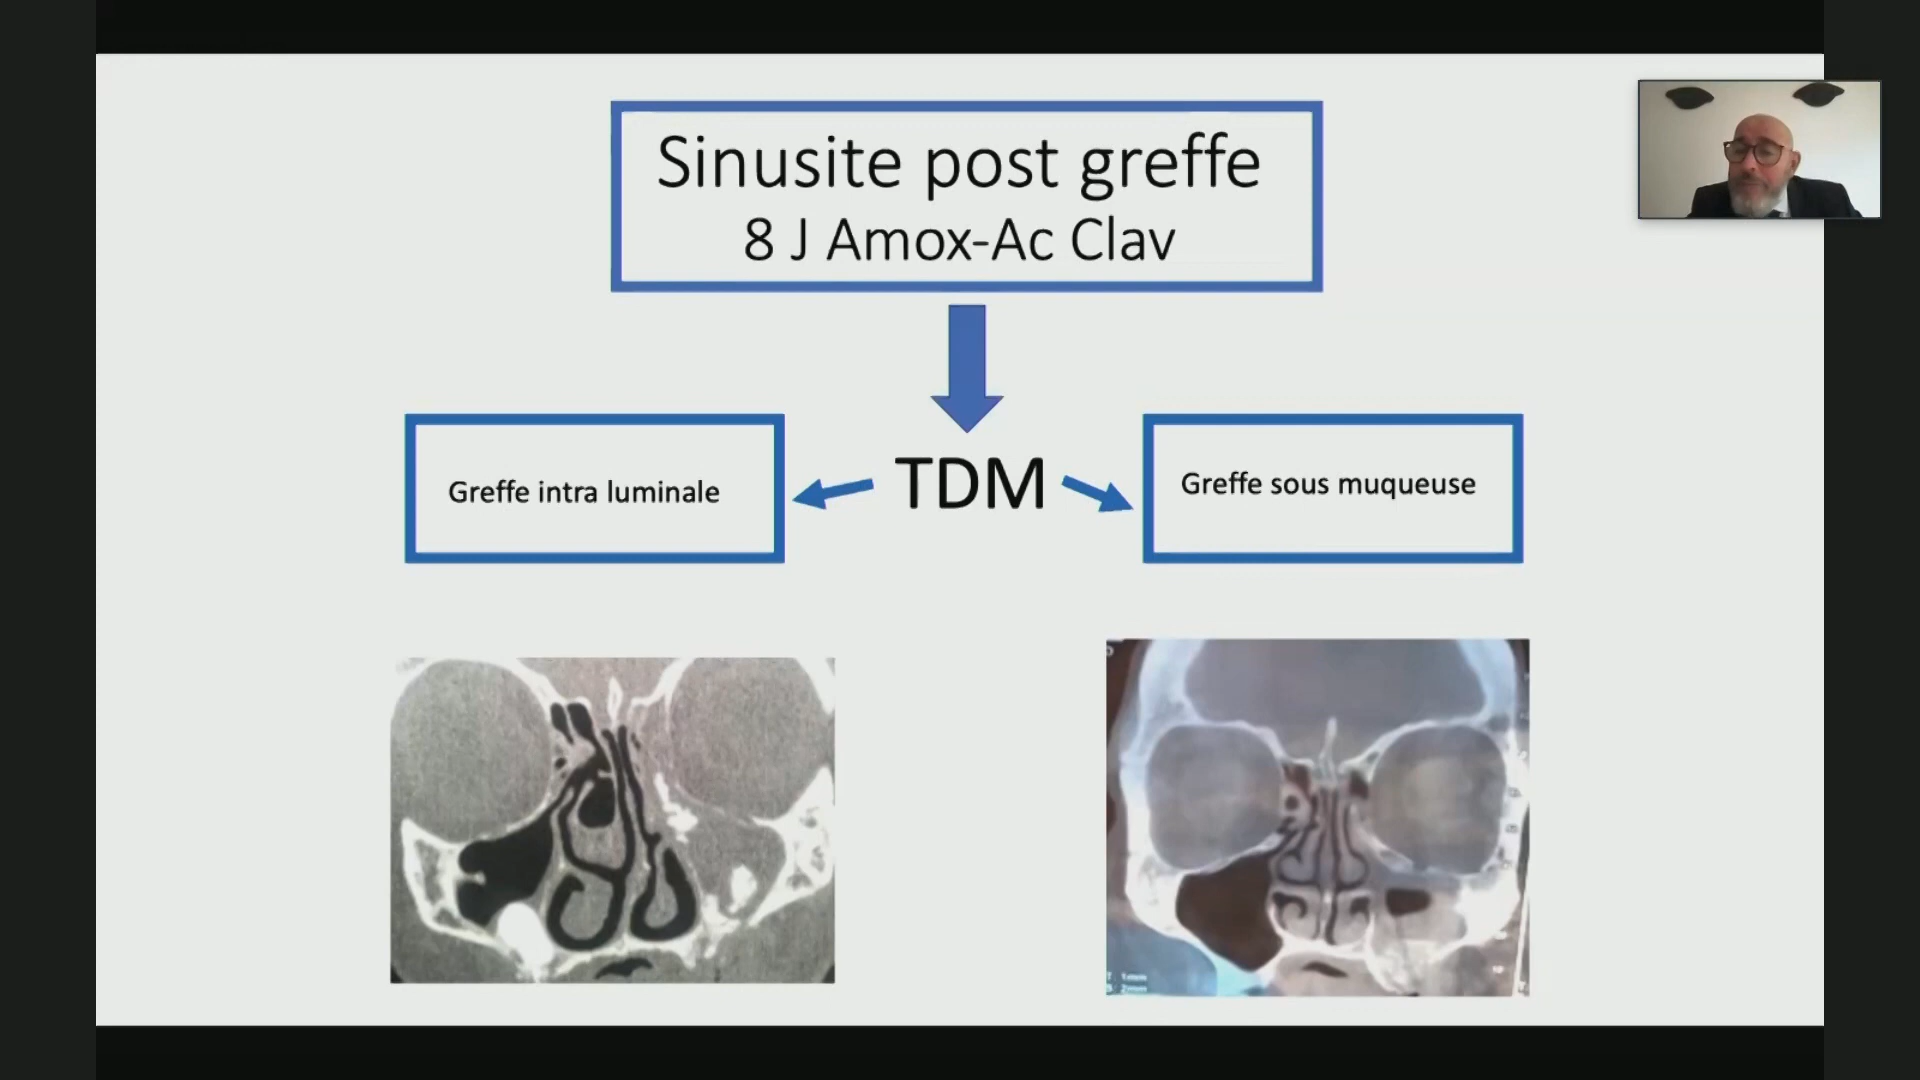 Sinusite post greffe
8 J Amox-Ac Clav
TDM
Greffe intra luminale
Greffe sous muqueuse